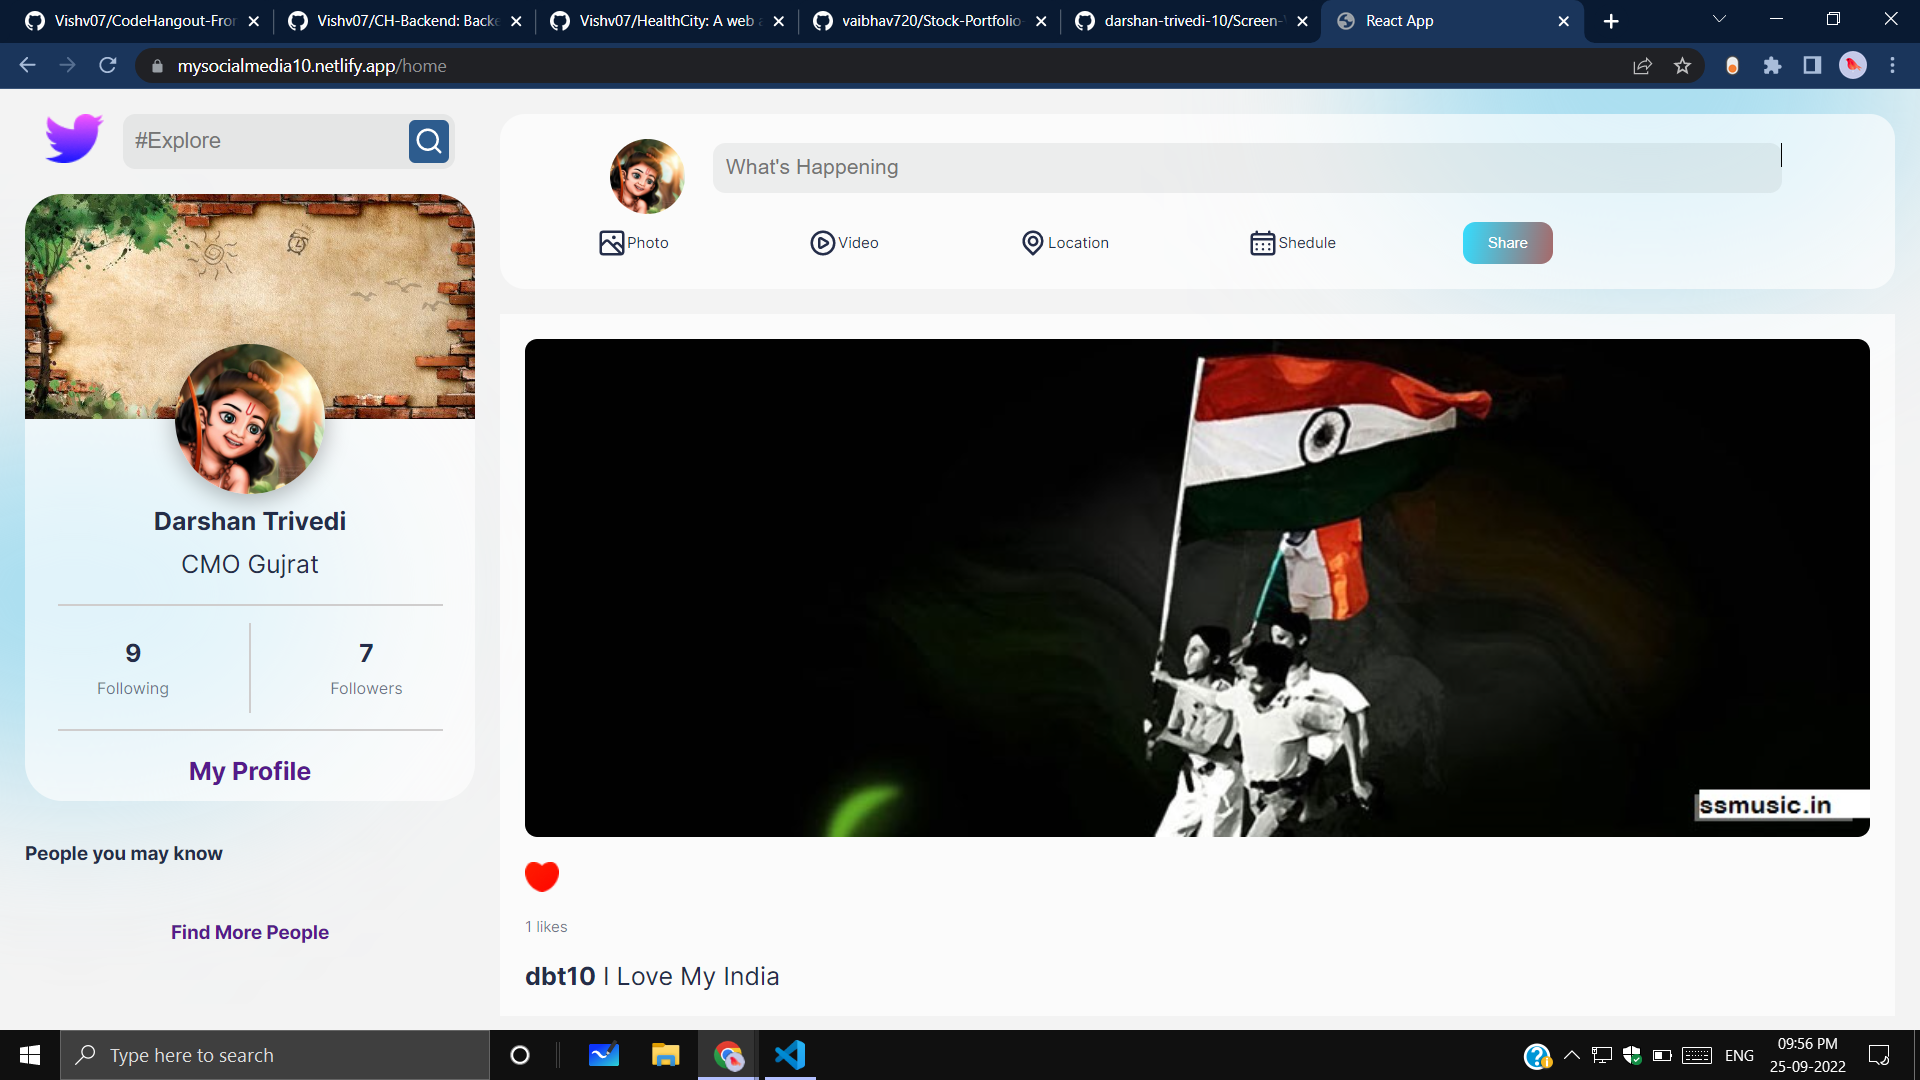 Vishv07/CodeHangout-Fror
Vishv07/CH-Backend: Backe
Vishv07/HealthCity: A web a
vaibhav720/Stock-Portfolio-
darshan-trivedi-10/Screen-
React App
mysocialmedia10.netlify.app/home
#Explore
What's Happening
Photo
Video
Location
Shedule
Share
Darshan Trivedi
CMO Gujrat
9
Following
7
Followers
My Profile
People you may know
Find More People
ssmusic.in
1 likes
dbt10 I Love My India
Type here to search
ENG
09:56 PM
25-09-2022